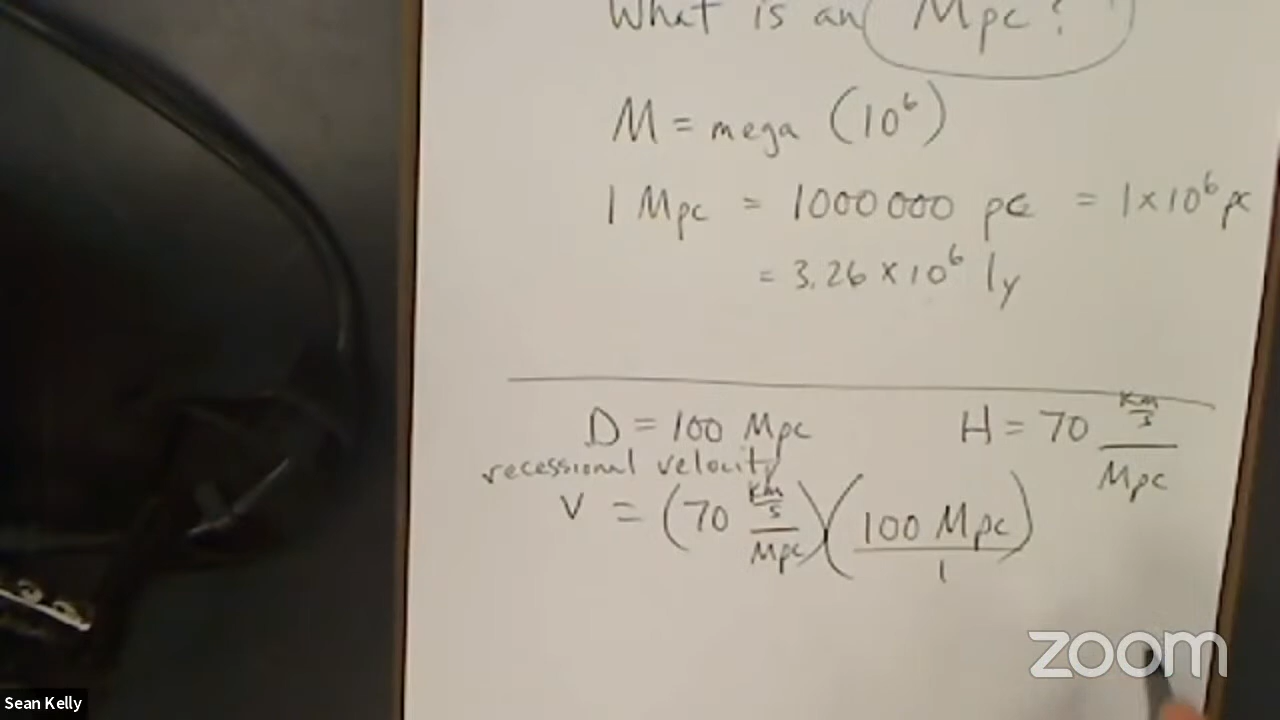 What is an Mpc?
M = mega (10⁶)
1 Mpc = 1000000 pc = 1×10⁶ pc
= 3.26 × 10⁶ ly
D = 100 Mpc H = 70 km/s/Mpc
recessional velocity
V = (70 km/s/Mpc)(100 Mpc/1)
zoom
Sean Kelly